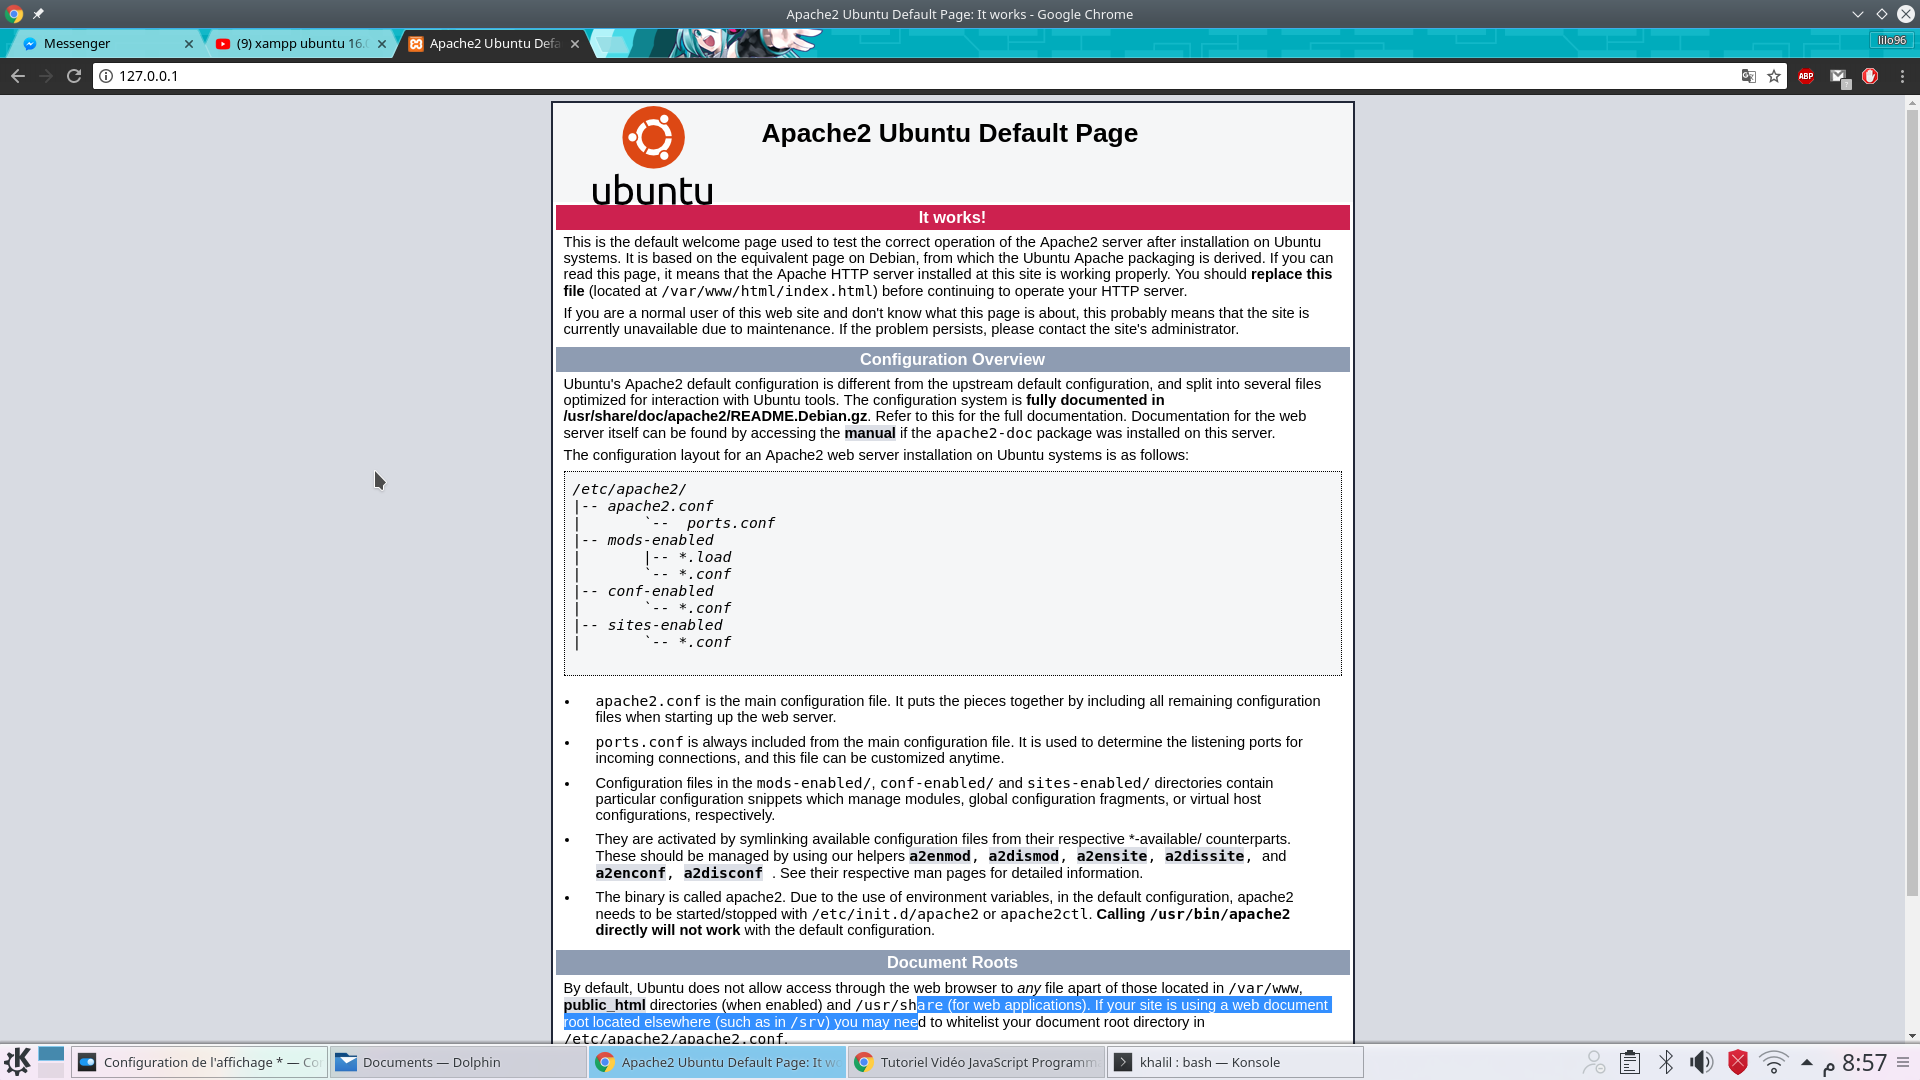 Apache2 Ubuntu Default Page: It works - Google Chrome
Messenger
(9) xampp ubuntu 16.0
Apache2 Ubuntu Defa
lilo96
127.0.0.1
ABP
ubuntu
Apache2 Ubuntu Default Page
It works!
This is the default welcome page used to test the correct operation of the Apache2 server after installation on Ubuntu
systems. It is based on the equivalent page on Debian, from which the Ubuntu Apache packaging is derived. If you can
read this page, it means that the Apache HTTP server installed at this site is working properly. You should replace this
file (located at /var/www/html/index.html) before continuing to operate your HTTP server.
If you are a normal user of this web site and don't know what this page is about, this probably means that the site is
currently unavailable due to maintenance. If the problem persists, please contact the site's administrator.
Configuration Overview
Ubuntu's Apache2 default configuration is different from the upstream default configuration, and split into several files
optimized for interaction with Ubuntu tools. The configuration system is fully documented in
/usr/share/doc/apache2/README.Debian.gz. Refer to this for the full documentation. Documentation for the web
server itself can be found by accessing the manual if the apache2-doc package was installed on this server.
The configuration layout for an Apache2 web server installation on Ubuntu systems is as follows:
/etc/apache2/
|-- apache2.conf
|       `--  ports.conf
|-- mods-enabled
|       |-- *.load
|       `-- *.conf
|-- conf-enabled
|       `-- *.conf
|-- sites-enabled
|       `-- *.conf
• apache2.conf is the main configuration file. It puts the pieces together by including all remaining configuration
files when starting up the web server.
• ports.conf is always included from the main configuration file. It is used to determine the listening ports for
incoming connections, and this file can be customized anytime.
• Configuration files in the mods-enabled/, conf-enabled/ and sites-enabled/ directories contain
particular configuration snippets which manage modules, global configuration fragments, or virtual host
configurations, respectively.
• They are activated by symlinking available configuration files from their respective *-available/ counterparts.
These should be managed by using our helpers a2enmod, a2dismod, a2ensite, a2dissite, and
a2enconf, a2disconf . See their respective man pages for detailed information.
• The binary is called apache2. Due to the use of environment variables, in the default configuration, apache2
needs to be started/stopped with /etc/init.d/apache2 or apache2ctl. Calling /usr/bin/apache2
directly will not work with the default configuration.
Document Roots
By default, Ubuntu does not allow access through the web browser to any file apart of those located in /var/www,
public_html directories (when enabled) and /usr/share (for web applications). If your site is using a web document
root located elsewhere (such as in /srv) you may need to whitelist your document root directory in
/etc/apache2/apache2.conf.
Configuration de l'affichage * — Co
Documents — Dolphin
Apache2 Ubuntu Default Page: It wo
Tutoriel Vidéo JavaScript Programm
khalil : bash — Konsole
8:57 م